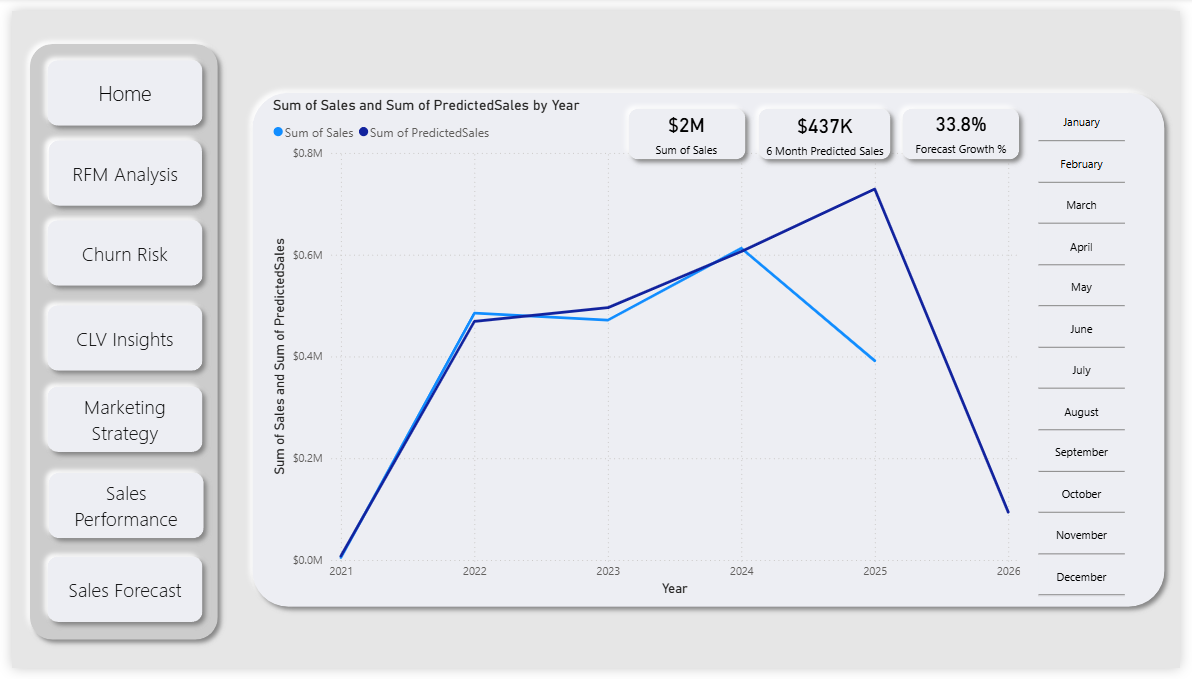 Home
RFM Analysis
Churn Risk
CLV Insights
Marketing
Strategy
Sales
Performance
Sales Forecast
Sum of Sales and Sum of PredictedSales by Year
Sum of Sales Sum of PredictedSales
$2M
Sum of Sales
$437K
6 Month Predicted Sales
33.8%
Forecast Growth %
Sum of Sales and Sum of PredictedSales
$0.8M
$0.6M
$0.4M
$0.2M
$0.0M
2021 2022 2023 2024 2025 2026
Year
January
February
March
April
May
June
July
August
September
October
November
December